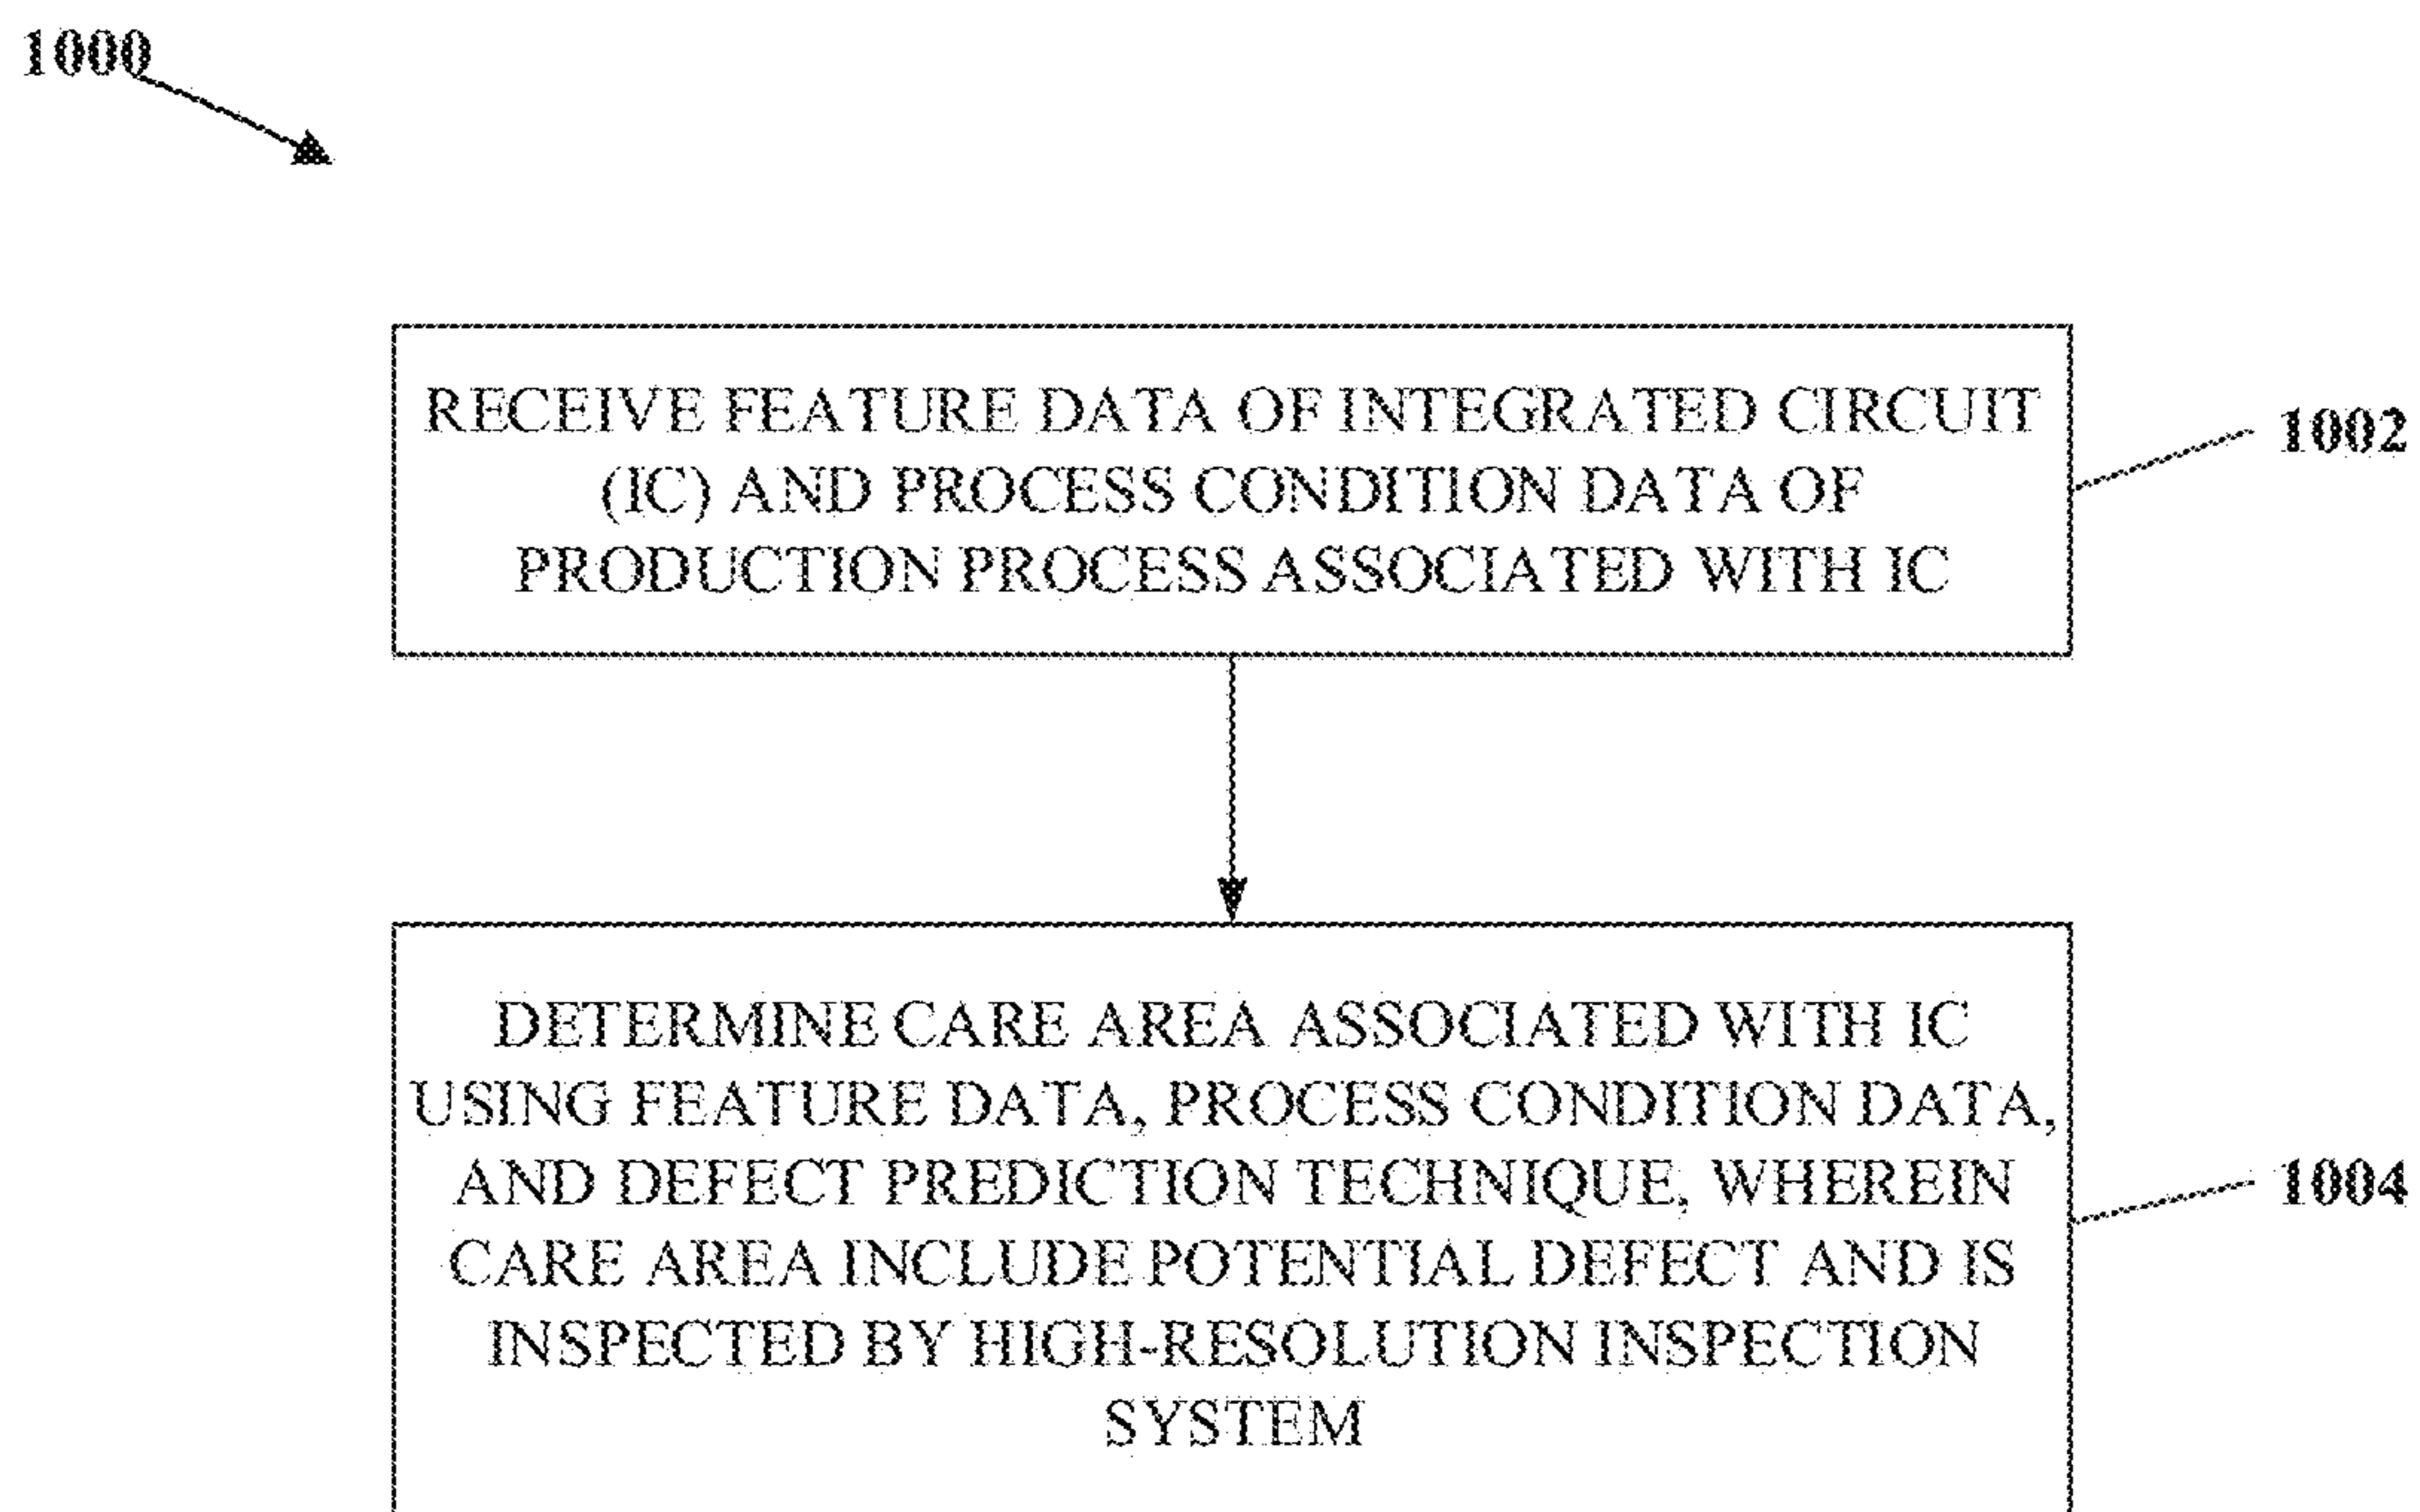 1000
RECEIVE FEATURE DATA OF INTEGRATED CIRCUIT
(IC) AND PROCESS CONDITION DATA OF
PRODUCTION PROCESS ASSOCIATED WITH IC
1002
DETERMINE CARE AREA ASSOCIATED WITH IC
USING FEATURE DATA, PROCESS CONDITION DATA,
AND DEFECT PREDICTION TECHNIQUE, WHEREIN
CARE AREA INCLUDE POTENTIAL DEFECT AND IS
INSPECTED BY HIGH-RESOLUTION INSPECTION
SYSTEM
1004